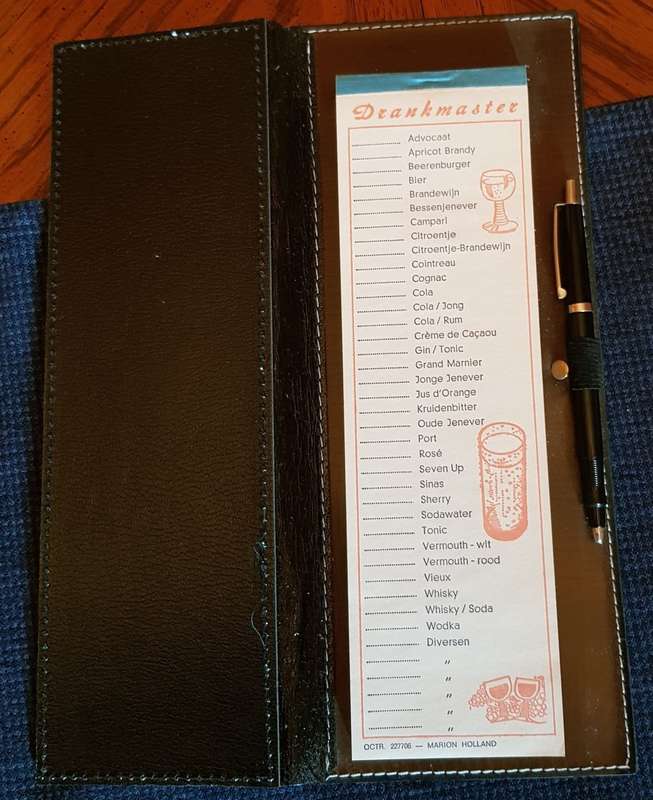 Drankmaster
Advocaat
Apricot Brandy
Beerenburger
Bier
Brandewijn
Bessenjenever
Campari
Citroentje
Citroentje-Brandewijn
Cointreau
Cognac
Cola
Cola / Jong
Cola / Rum
Crème de Caçaou
Gin / Tonic
Grand Marnier
Jonge Jenever
Jus d'Orange
Kruidenbitter
Oude Jenever
Port
Rosé
Seven Up
Sinas
Sherry
Sodawater
Tonic
Vermouth - wit
Vermouth - rood
Vieux
Whisky
Whisky / Soda
Wodka
Diversen
"
"
"
"
"
OCTR. 227706 — MARION HOLLAND